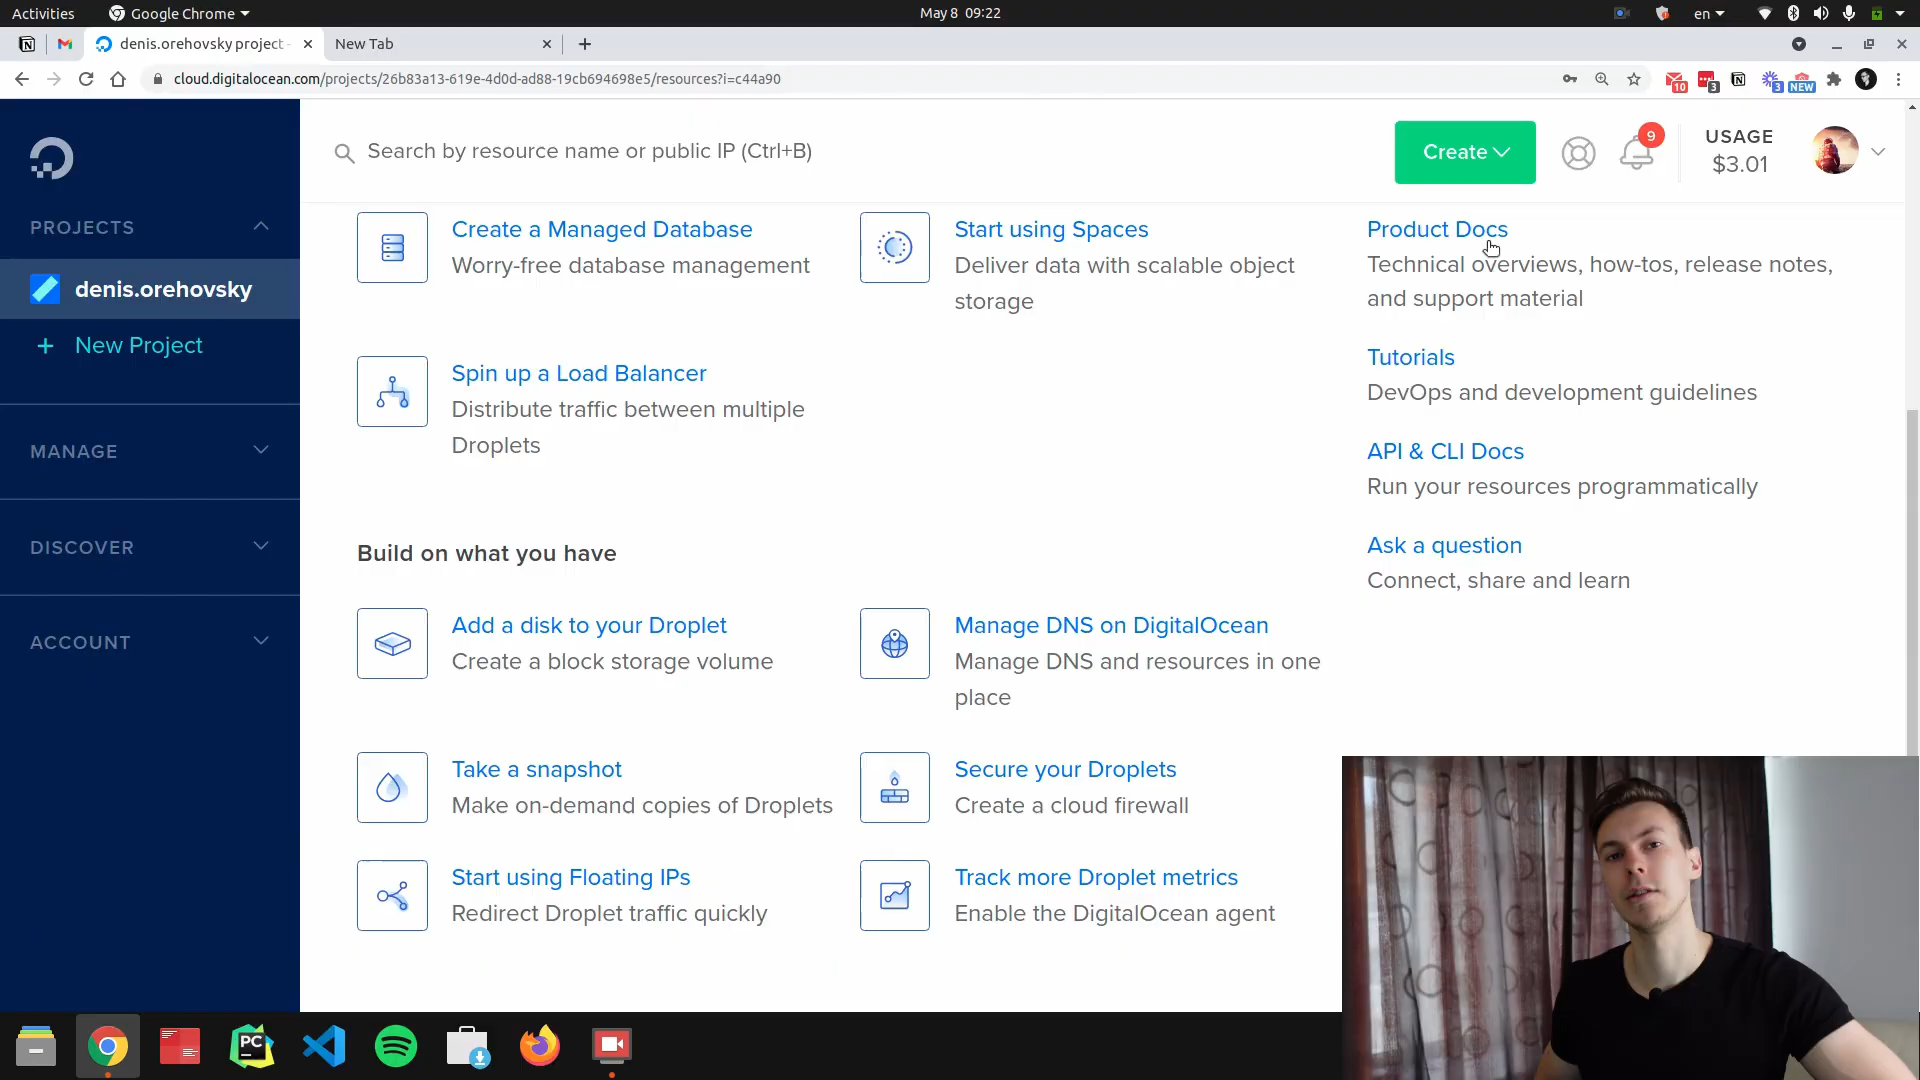 Activities
Google Chrome
May 8 09:22
en
denis.orehovsky project -
New Tab
cloud.digitalocean.com/projects/26b83a13-619e-4d0d-ad88-19cb694698e5/resources?i=c44a90
10
3
3
NEW
Search by resource name or public IP (Ctrl+B)
Create
9
USAGE
$3.01
PROJECTS
denis.orehovsky
+ New Project
MANAGE
DISCOVER
ACCOUNT
Create a Managed Database
Worry-free database management
Start using Spaces
Deliver data with scalable object
storage
Spin up a Load Balancer
Distribute traffic between multiple
Droplets
Build on what you have
Add a disk to your Droplet
Create a block storage volume
Manage DNS on DigitalOcean
Manage DNS and resources in one
place
Take a snapshot
Make on-demand copies of Droplets
Secure your Droplets
Create a cloud firewall
Start using Floating IPs
Redirect Droplet traffic quickly
Track more Droplet metrics
Enable the DigitalOcean agent
Product Docs
Technical overviews, how-tos, release notes,
and support material
Tutorials
DevOps and development guidelines
API & CLI Docs
Run your resources programmatically
Ask a question
Connect, share and learn
PC